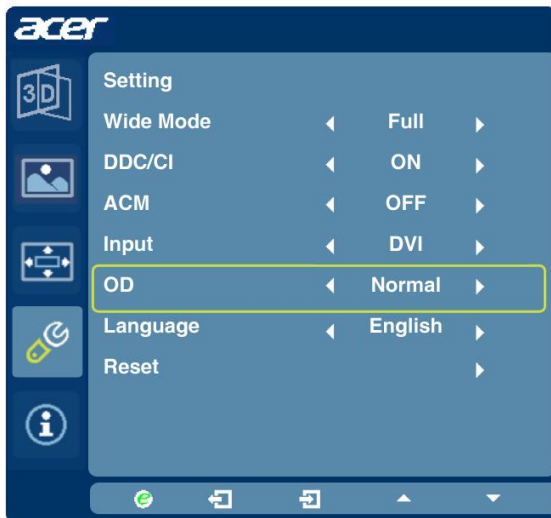 acer
3D
Setting
Wide Mode Full
DDC/CI ON
ACM OFF
Input DVI
OD Normal
Language English
Reset
i
e